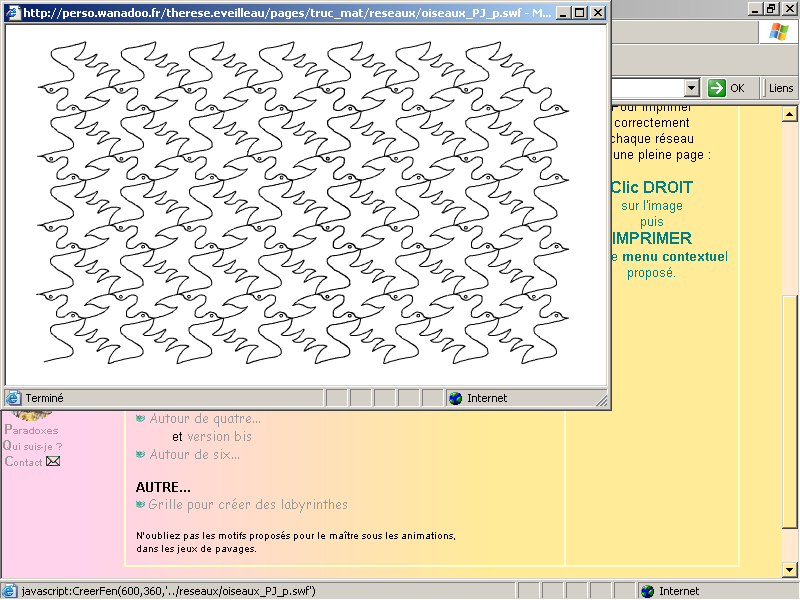 http://perso.wanadoo.fr/therese.eveilleau/pages/truc_mat/reseaux/oiseaux_PJ_p.swf - M...
OK
Liens
Pour imprimer
correctement
chaque réseau
une pleine page :
Clic DROIT
sur l'image
puis
IMPRIMER
e menu contextuel
proposé.
Terminé
Internet
Paradoxes
Qui suis-je ?
Contact
Autour de quatre...
et version bis
Autour de six...
AUTRE...
Grille pour créer des labyrinthes
N'oubliez pas les motifs proposés pour le maître sous les animations,
dans les jeux de pavages.
javascript:CreerFen(600,360,'../reseaux/oiseaux_PJ_p.swf')
Internet